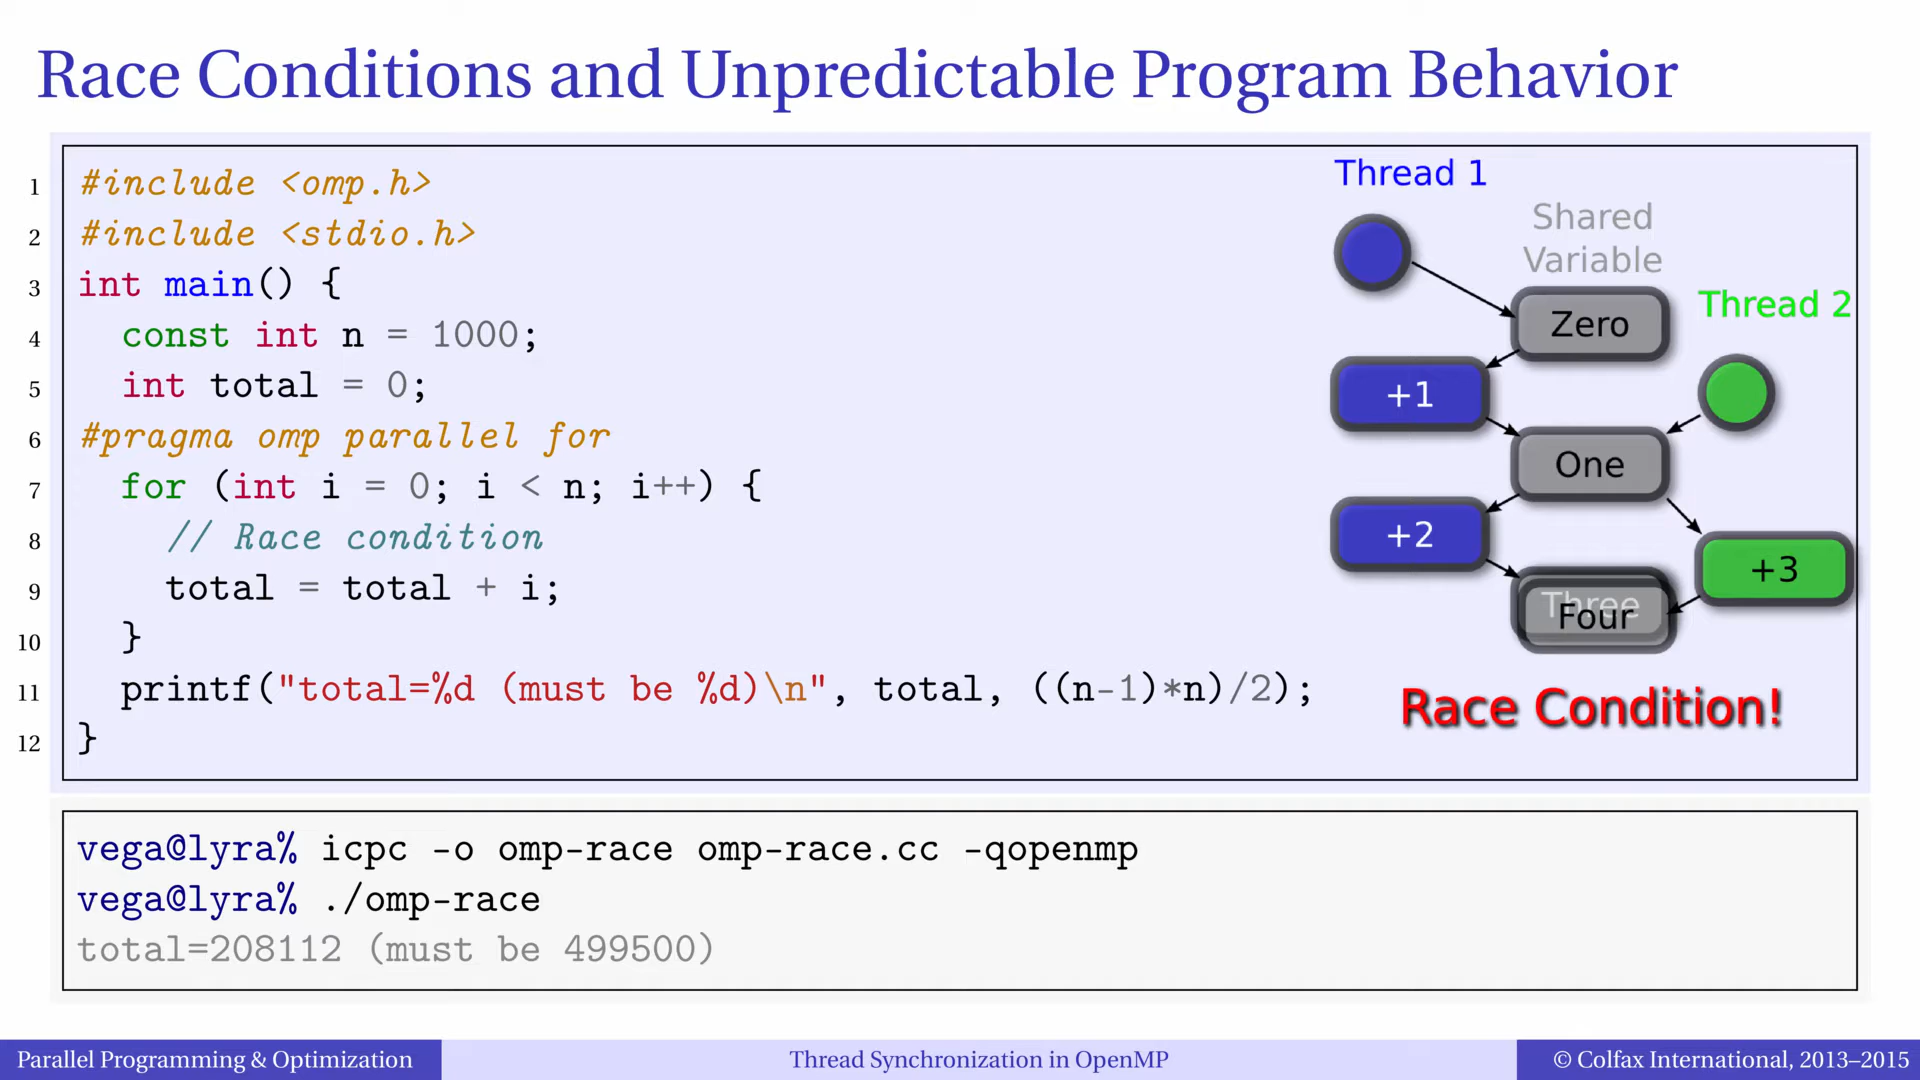 Race Conditions and Unpredictable Program Behavior
1 #include <omp.h>
2 #include <stdio.h>
3 int main() {
4 const int n = 1000;
5 int total = 0;
6 #pragma omp parallel for
7 for (int i = 0; i < n; i++) {
8 // Race condition
9 total = total + i;
10 }
11 printf("total=%d (must be %d)\n", total, ((n-1)*n)/2);
12 }
Thread 1
Shared
Variable
Zero
Thread 2
+1
One
+2
+3
Three
Four
Race Condition!
vega@lyra% icpc -o omp-race omp-race.cc -qopenmp
vega@lyra% ./omp-race
total=208112 (must be 499500)
Parallel Programming & Optimization
Thread Synchronization in OpenMP
© Colfax International, 2013–2015